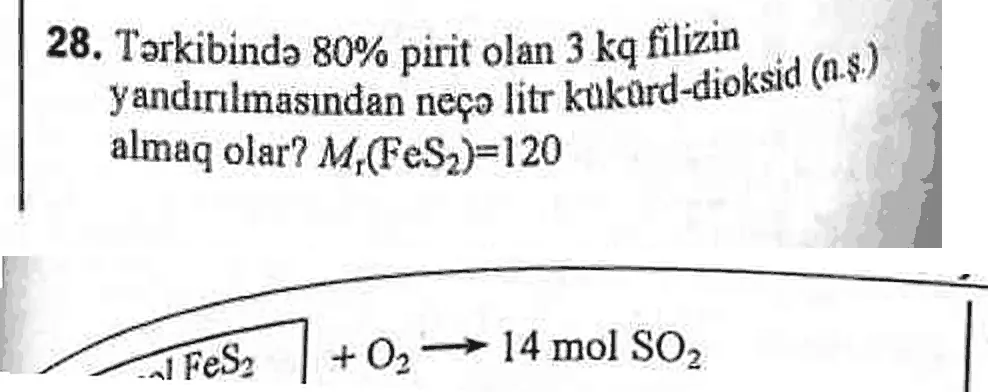 28. Tərkibində 80% pirit olan 3 kq filizin
yandırılmasından neçə litr kükürd-dioksid (n.ş.)
almaq olar? Mᵣ(FeS₂)=120
FeS₂ + O₂ → 14 mol SO₂